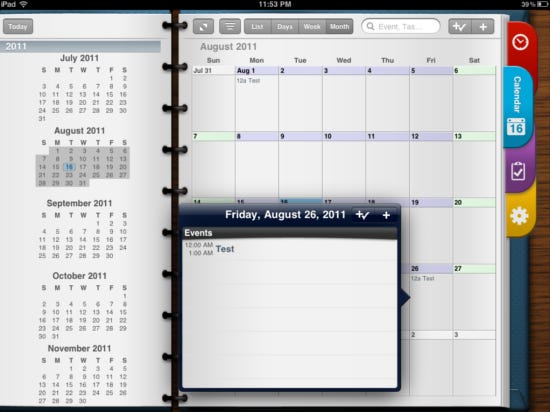 iPad
11:53 PM
39%
Today
List Days Week Month
Event, Tas...
2011
July 2011
S M T W T F S
1 2
3 4 5 6 7 8 9
10 11 12 13 14 15 16
17 18 19 20 21 22 23
24 25 26 27 28 29 30
31
August 2011
S M T W T F S
1 2 3 4 5 6
7 8 9 10 11 12 13
14 15 16 17 18 19 20
21 22 23 24 25 26 27
28 29 30 31
September 2011
S M T W T F S
1 2 3
4 5 6 7 8 9 10
11 12 13 14 15 16 17
18 19 20 21 22 23 24
25 26 27 28 29 30
October 2011
S M T W T F S
1
2 3 4 5 6 7 8
9 10 11 12 13 14 15
16 17 18 19 20 21 22
23 24 25 26 27 28 29
30 31
November 2011
S M T W T F S
1 2 3 4 5
6 7 8 9 10 11 12
13 14 15 16 17 18 19
20 21 22 23 24 25 26
August 2011
Sun Mon Tue Wed Thu Fri Sat
Jul 31 Aug 1 2 3 4 5 6
12a Test
7 8 9 10 11 12 13
14 15 16 17 18 19 20
26 27
12a Test
2 3
Friday, August 26, 2011
Events
12:00 AM Test
1:00 AM
Calendar
16